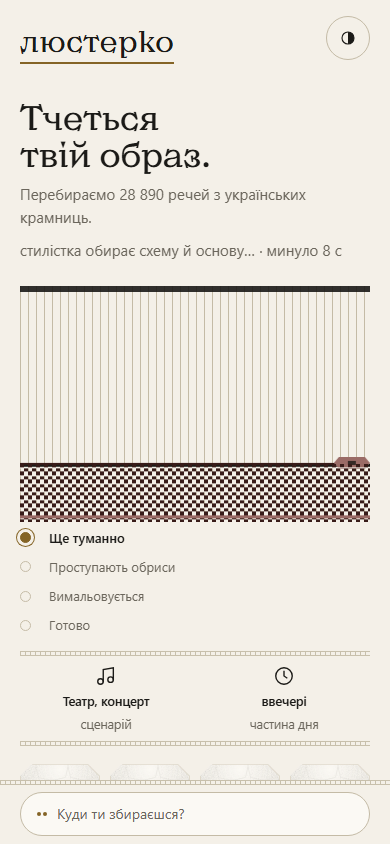 люстерко
Тчеться
твій образ.
Перебираємо 28 890 речей з українських
крамниць.
стилістка обирає схему й основу... · минуло 8 с
Ще туманно
Проступають обриси
Вимальовується
Готово
Театр, концерт
сценарій
ввечері
частина дня
Куди ти збираєшся?